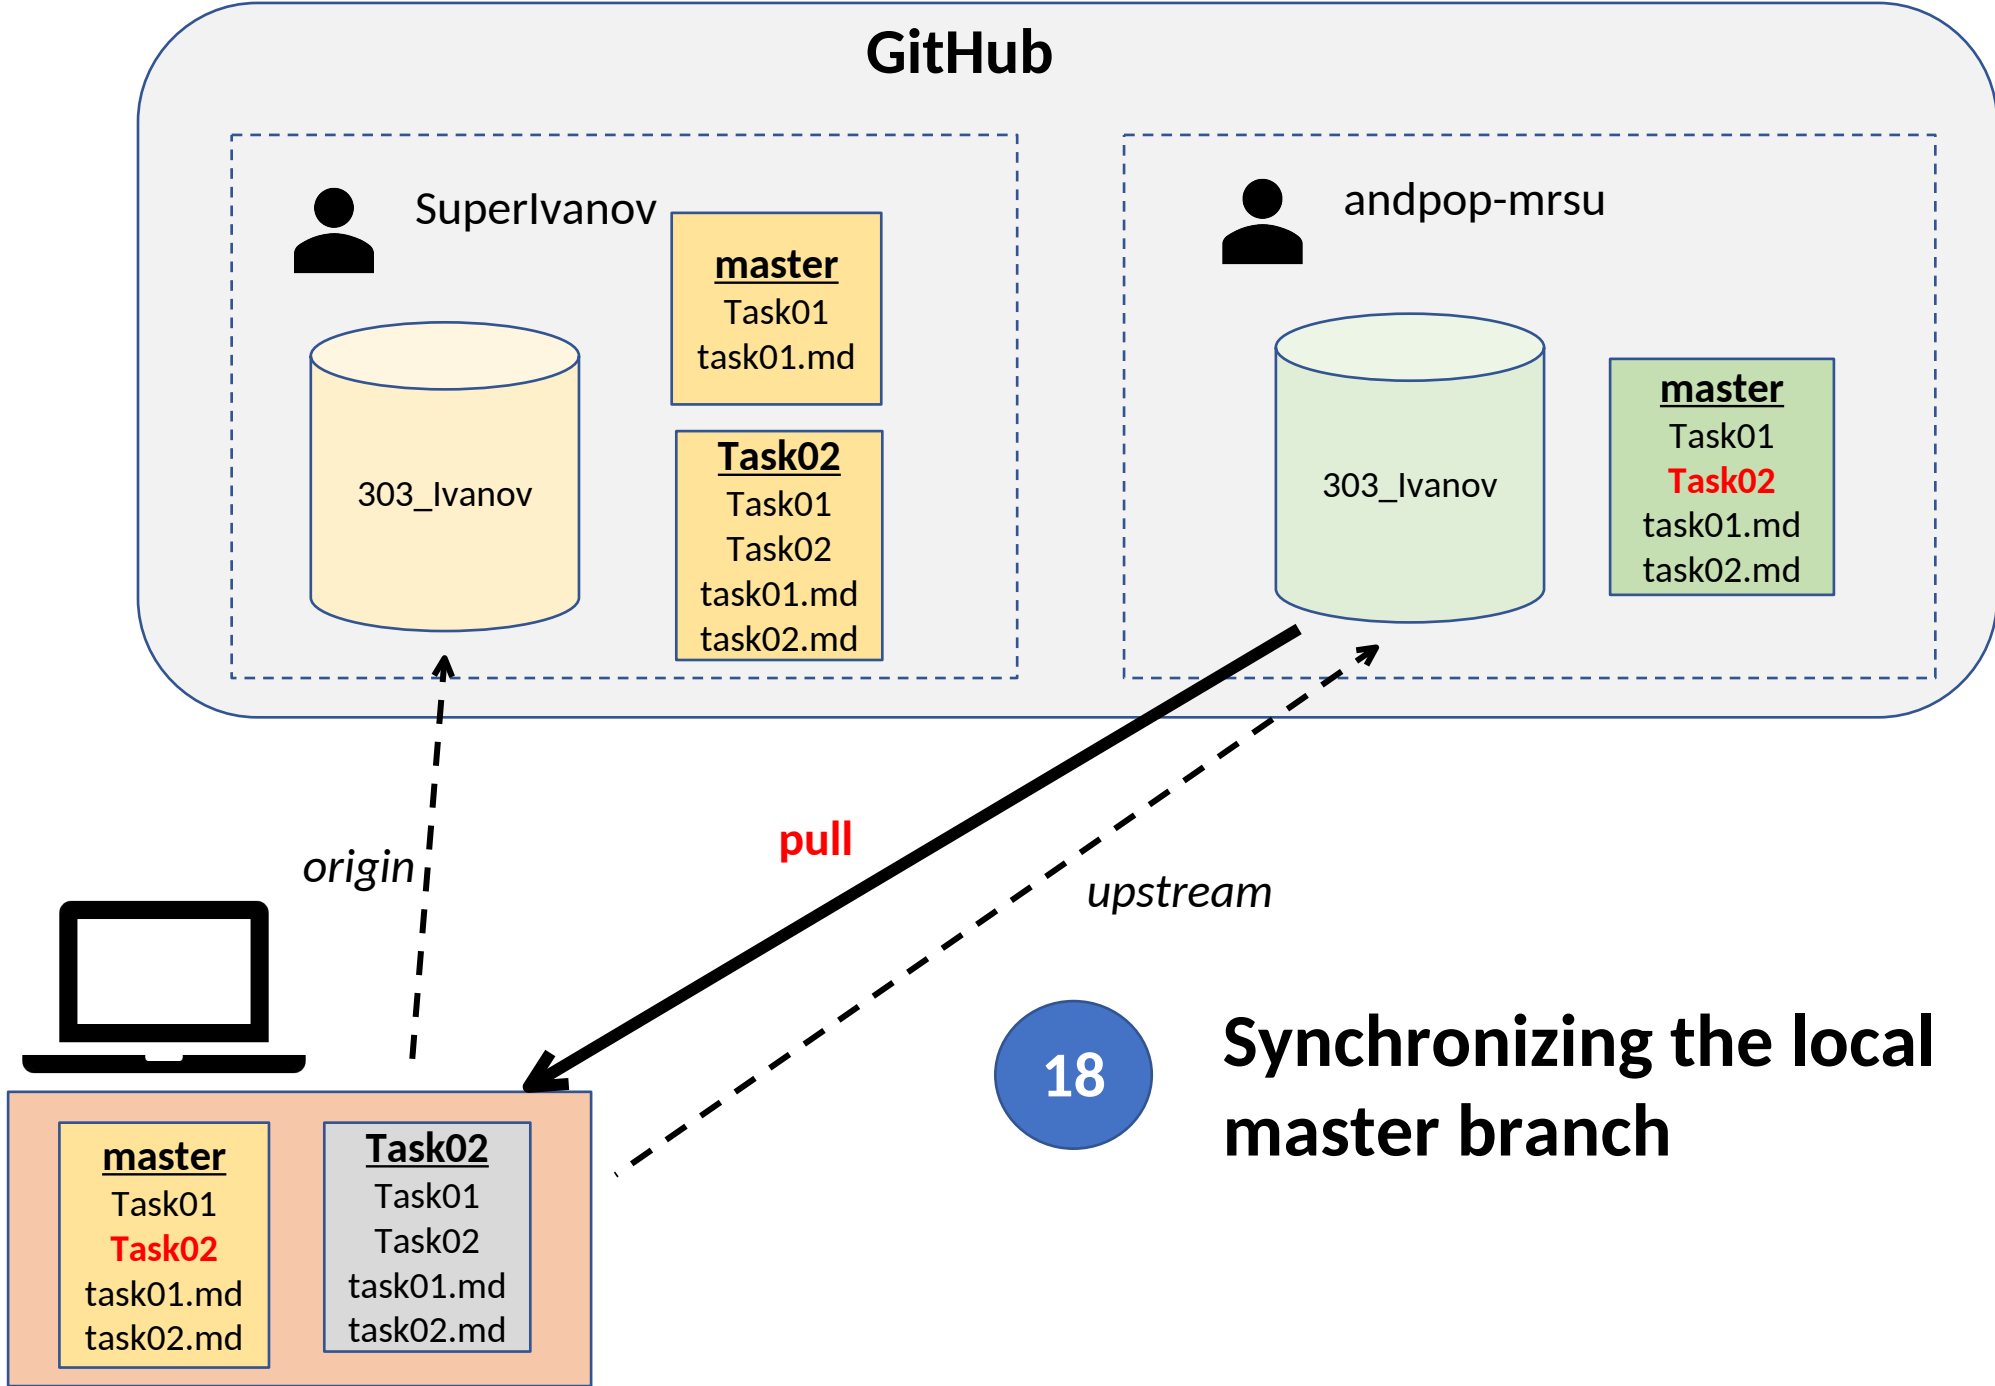 GitHub
SuperIvanov
master
Task01
task01.md
303_Ivanov
Task02
Task01
Task02
task01.md
task02.md
andpop-mrsu
303_Ivanov
master
Task01
Task02
task01.md
task02.md
origin
pull
upstream
18
Synchronizing the local
master branch
master
Task01
Task02
task01.md
task02.md
Task02
Task01
Task02
task01.md
task02.md